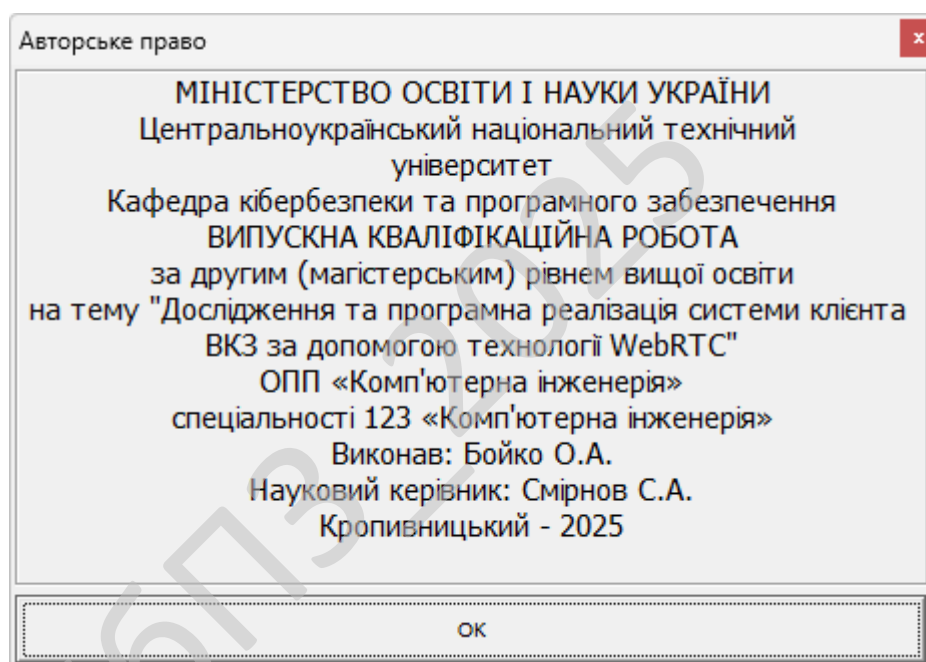 Авторське право
x
МІНІСТЕРСТВО ОСВІТИ І НАУКИ УКРАЇНИ
Центральноукраїнський національний технічний
університет
Кафедра кібербезпеки та програмного забезпечення
ВИПУСКНА КВАЛІФІКАЦІЙНА РОБОТА
за другим (магістерським) рівнем вищої освіти
на тему "Дослідження та програмна реалізація системи клієнта
ВКЗ за допомогою технології WebRTC"
ОПП «Комп'ютерна інженерія»
спеціальності 123 «Комп'ютерна інженерія»
Виконав: Бойко О.А.
Науковий керівник: Смірнов С.А.
Кропивницький - 2025
ОК
бПЗ_2025